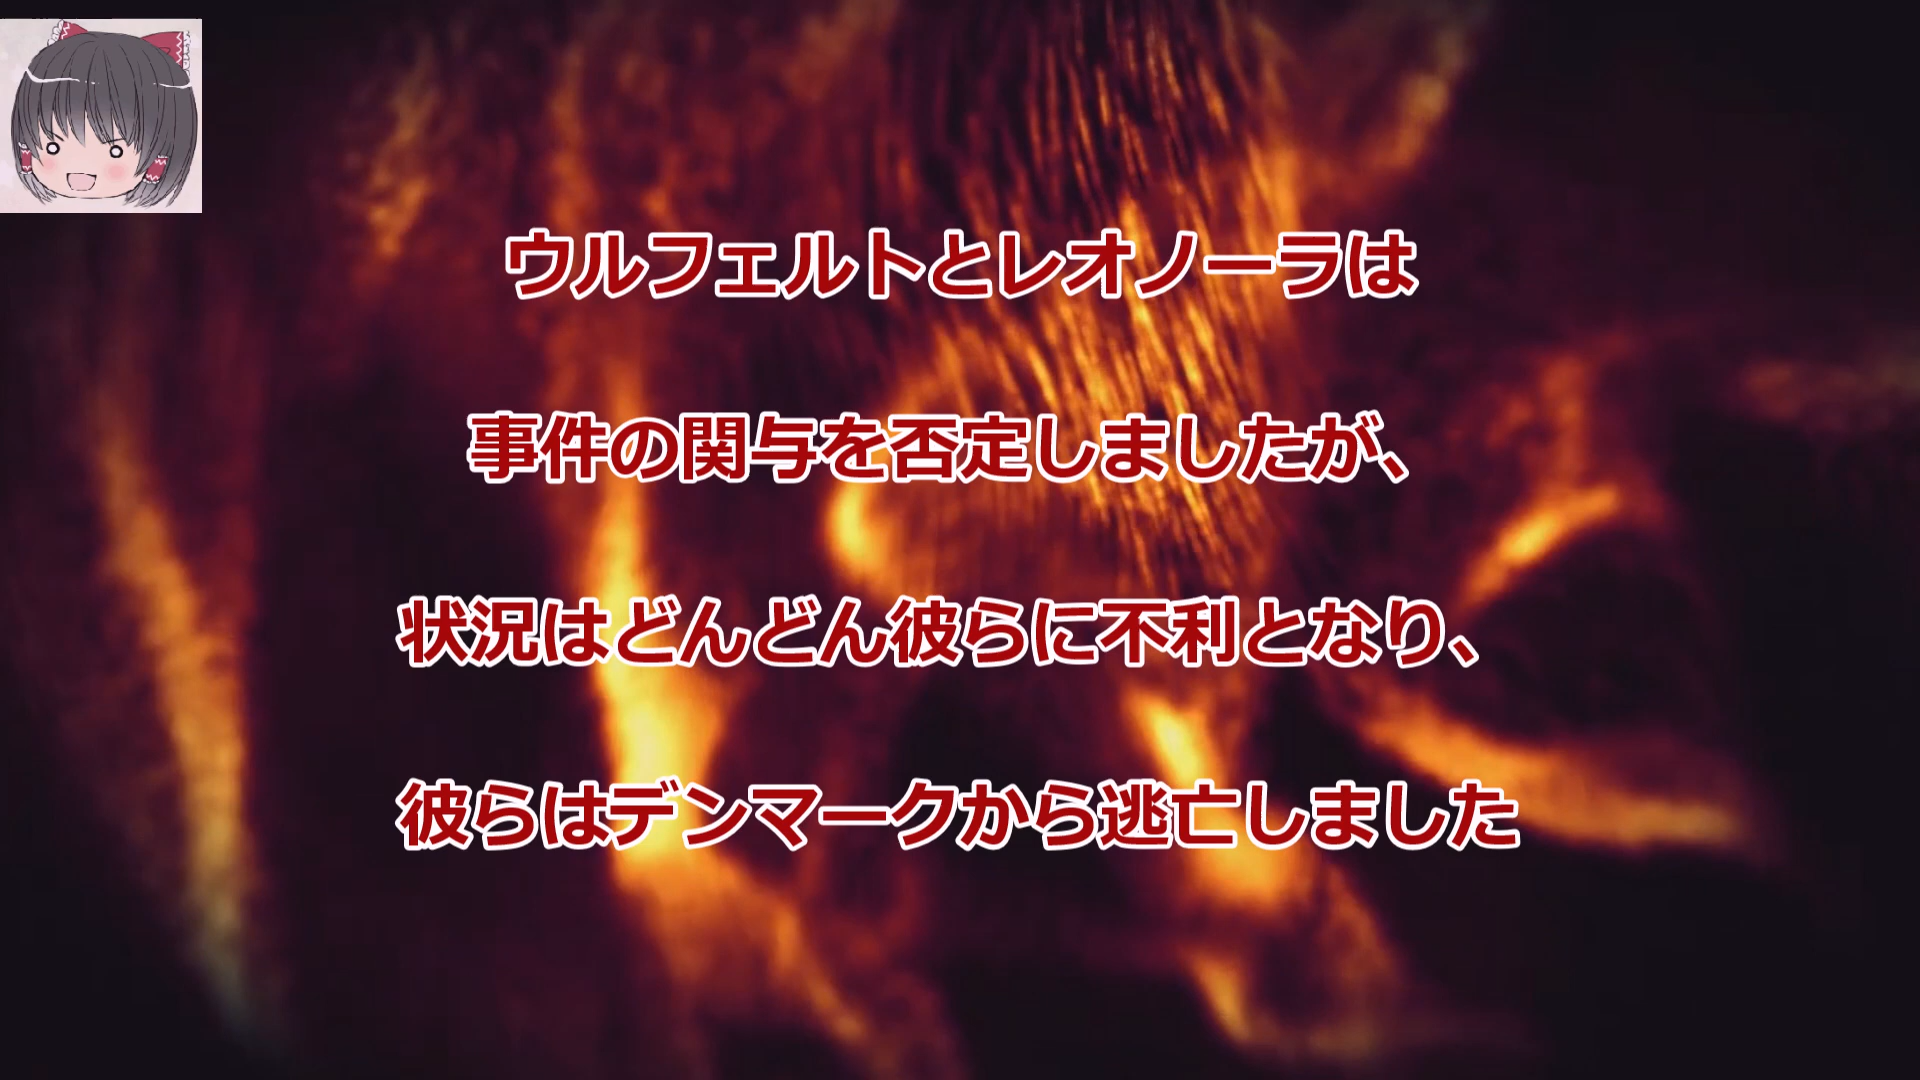 ウルフェルトとレオノーラは
事件の関与を否定しましたが、
状況はどんどん彼らに不利となり、
彼らはデンマークから逃亡しました